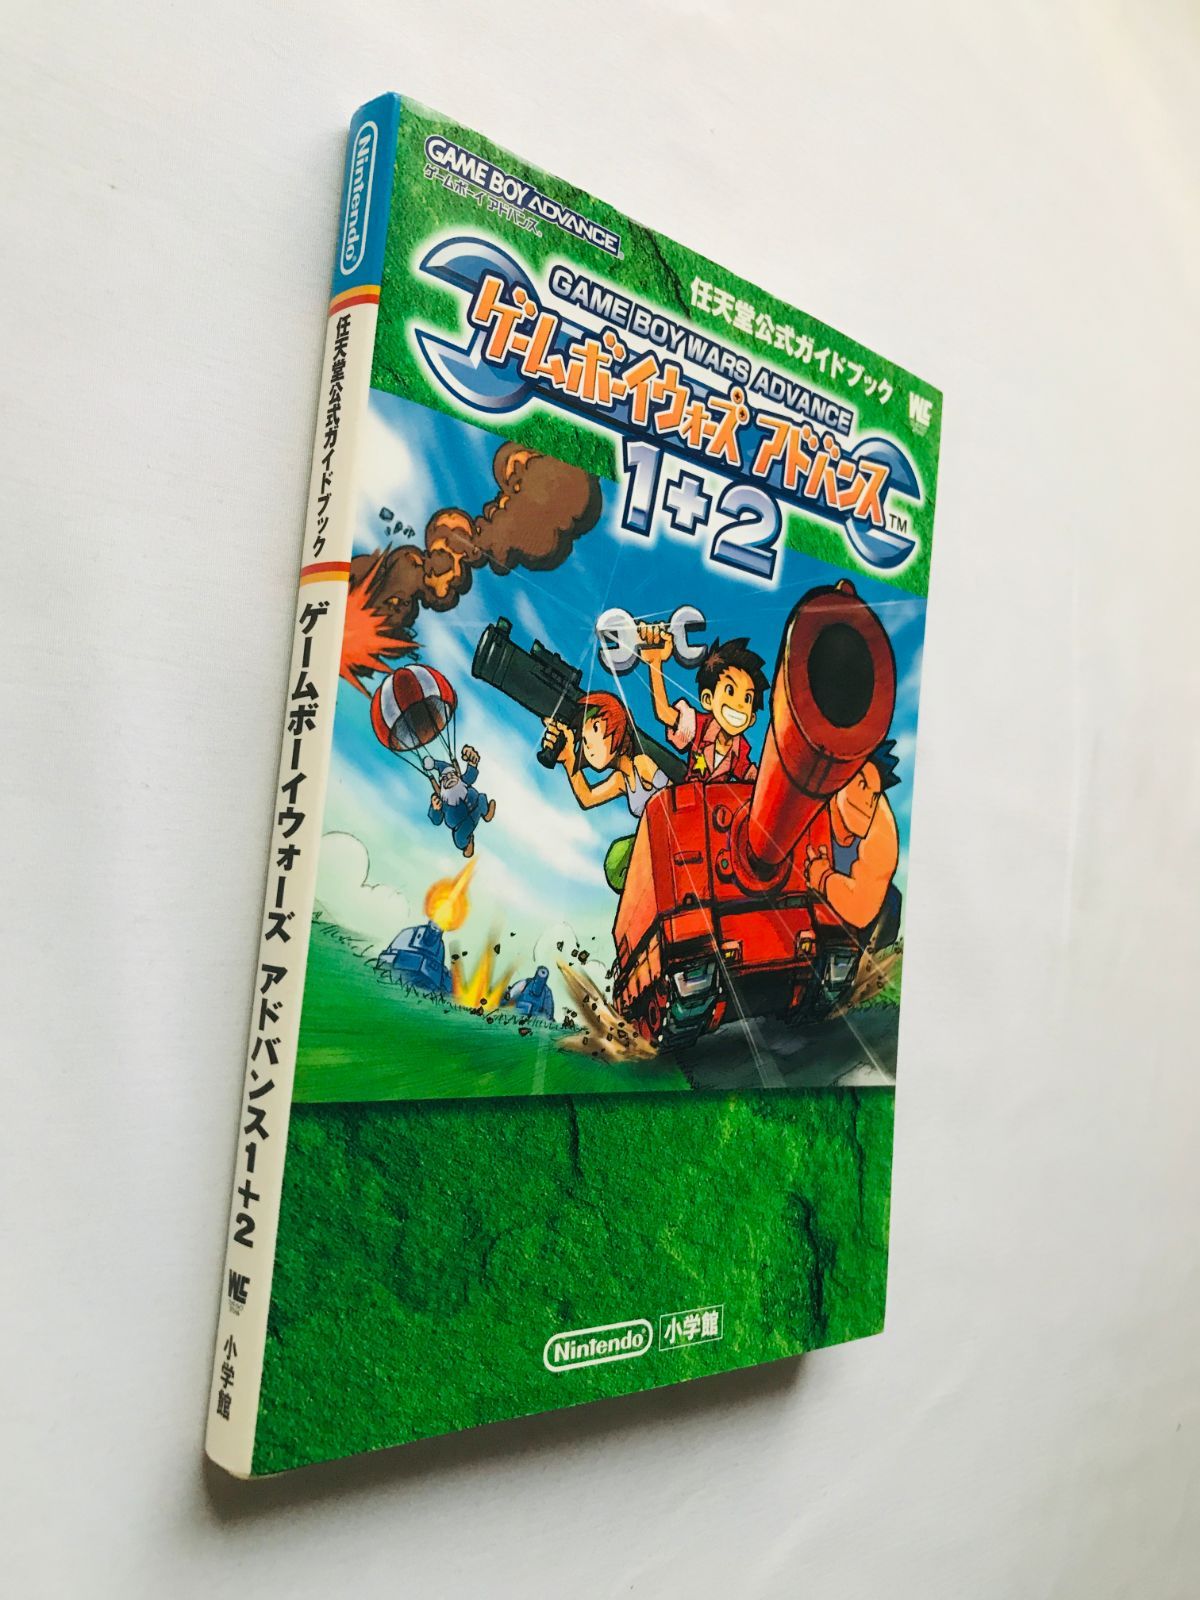 Nintendo®
任天堂公式ガイドブック
ゲームボーイウォーズ アドバンス1+2
小学館
GAME BOY ADVANCE
ゲームボーイ アドバンス
任天堂公式ガイドブック
GAME BOY WARS ADVANCE
ゲームボーイウォーズ アドバンス™
1+2
Nintendo® 小学館